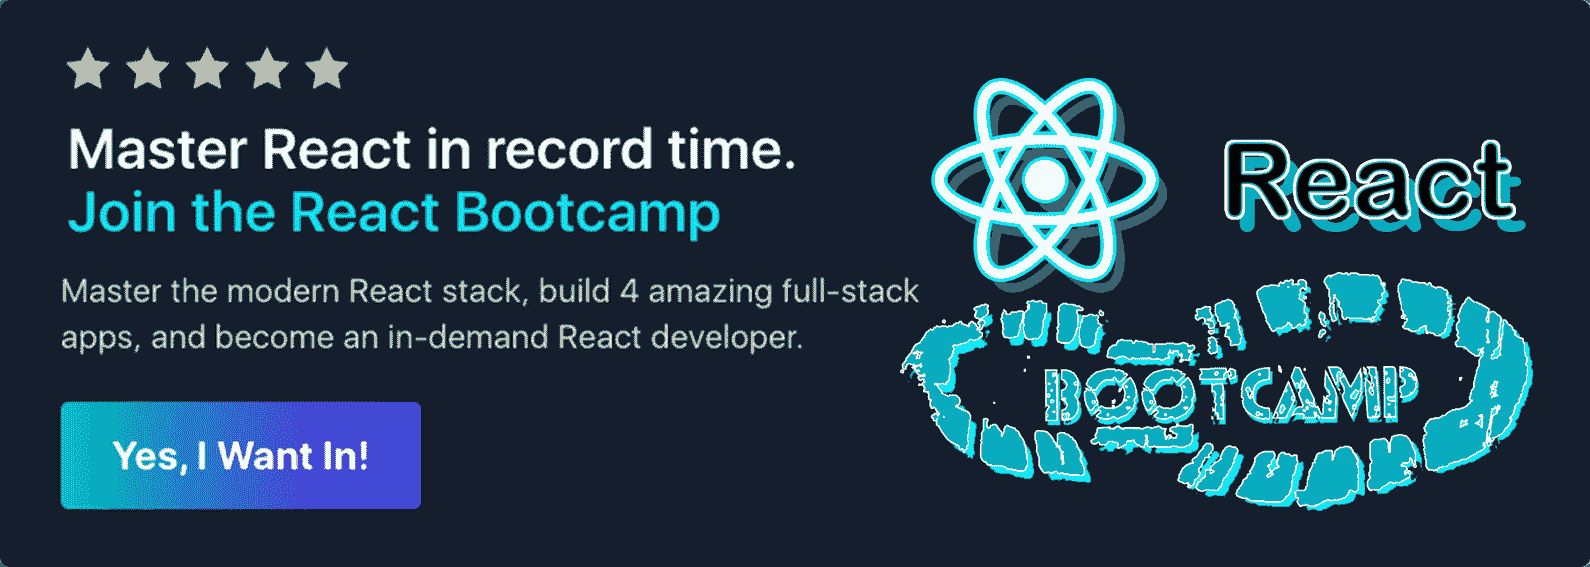 Master React in record time.
Join the React Bootcamp
Master the modern React stack, build 4 amazing full-stack
apps, and become an in-demand React developer.
Yes, I Want In!
React
BOOTCAMP